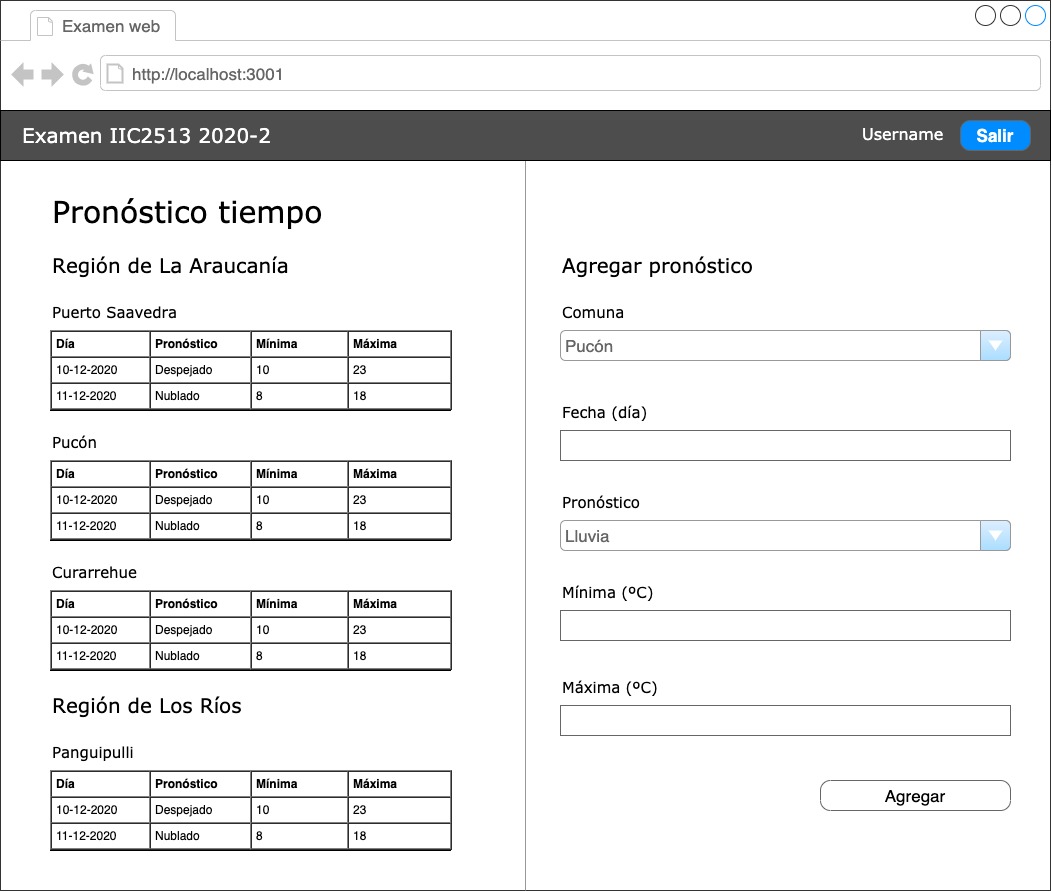 Examen web
http://localhost:3001
Examen IIC2513 2020-2
Username
Salir
Pronóstico tiempo
Región de La Araucanía
Puerto Saavedra
Día Pronóstico Mínima Máxima
10-12-2020 Despejado 10 23
11-12-2020 Nublado 8 18
Pucón
Día Pronóstico Mínima Máxima
10-12-2020 Despejado 10 23
11-12-2020 Nublado 8 18
Curarrehue
Día Pronóstico Mínima Máxima
10-12-2020 Despejado 10 23
11-12-2020 Nublado 8 18
Región de Los Ríos
Panguipulli
Día Pronóstico Mínima Máxima
10-12-2020 Despejado 10 23
11-12-2020 Nublado 8 18
Agregar pronóstico
Comuna
Pucón
Fecha (día)
Pronóstico
Lluvia
Mínima (ºC)
Máxima (ºC)
Agregar